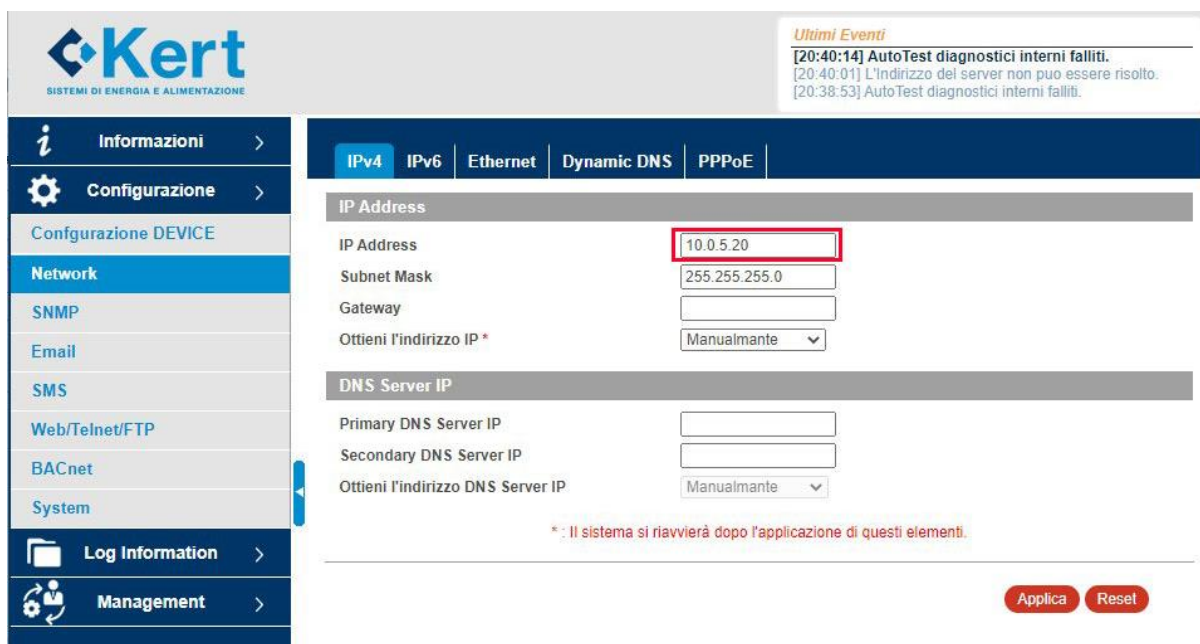 Kert
SISTEMI DI ENERGIA E ALIMENTAZIONE
Ultimi Eventi
[20:40:14] AutoTest diagnostici interni falliti.
[20:40:01] L'Indirizzo del server non puo essere risolto.
[20:38:53] AutoTest diagnostici interni falliti.
Informazioni
Configurazione
Confgurazione DEVICE
Network
SNMP
Email
SMS
Web/Telnet/FTP
BACnet
System
Log Information
Management
IPv4 IPv6 Ethernet Dynamic DNS PPPoE
IP Address
IP Address 10.0.5.20
Subnet Mask 255.255.255.0
Gateway
Ottieni l'indirizzo IP * Manualmante
DNS Server IP
Primary DNS Server IP
Secondary DNS Server IP
Ottieni l'indirizzo DNS Server IP Manualmante
* : Il sistema si riavvierà dopo l'applicazione di questi elementi.
Applica Reset